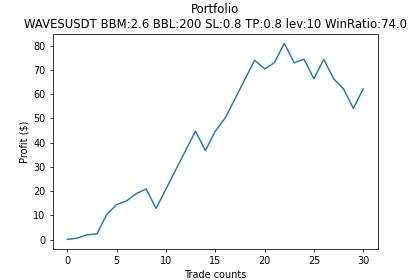 Portfolio
WAVESUSDT BBM:2.6 BBL:200 SL:0.8 TP:0.8 lev:10 WinRatio:74.0
80
70
60
50
40
30
20
10
0
Profit ($)
0 5 10 15 20 25 30
Trade counts